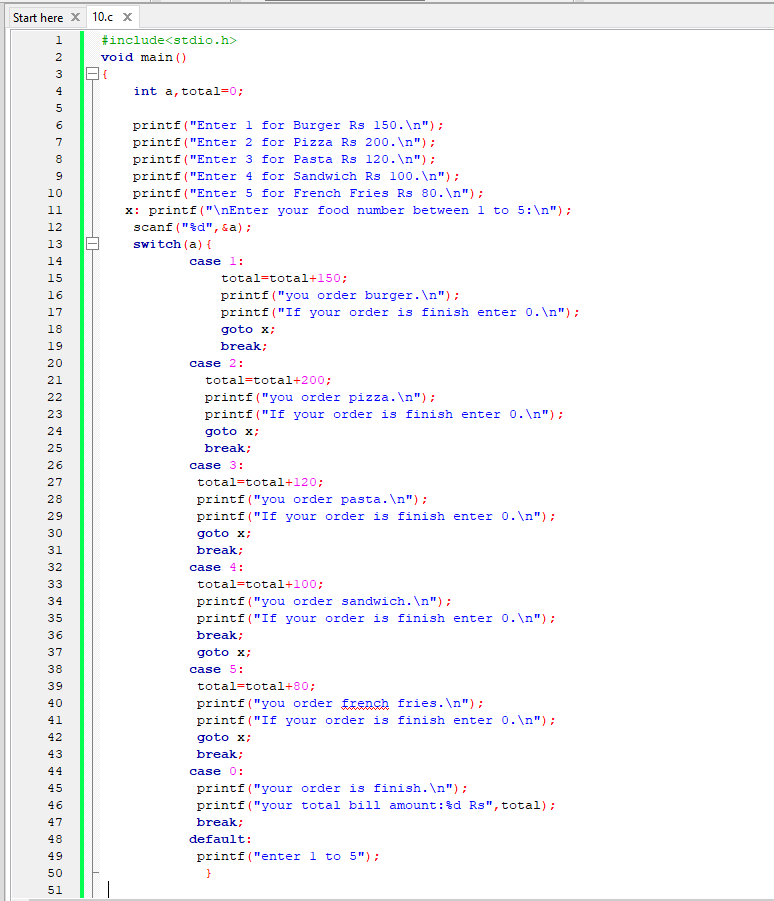 Start here X 10.c X
1 #include<stdio.h>
2 void main()
3 {
4 int a,total=0;
5
6 printf("Enter 1 for Burger Rs 150.\n");
7 printf("Enter 2 for Pizza Rs 200.\n");
8 printf("Enter 3 for Pasta Rs 120.\n");
9 printf("Enter 4 for Sandwich Rs 100.\n");
10 printf("Enter 5 for French Fries Rs 80.\n");
11 x: printf("\nEnter your food number between 1 to 5:\n");
12 scanf("%d",&a);
13 switch(a){
14 case 1:
15 total=total+150;
16 printf("you order burger.\n");
17 printf("If your order is finish enter 0.\n");
18 goto x;
19 break;
20 case 2:
21 total=total+200;
22 printf("you order pizza.\n");
23 printf("If your order is finish enter 0.\n");
24 goto x;
25 break;
26 case 3:
27 total=total+120;
28 printf("you order pasta.\n");
29 printf("If your order is finish enter 0.\n");
30 goto x;
31 break;
32 case 4:
33 total=total+100;
34 printf("you order sandwich.\n");
35 printf("If your order is finish enter 0.\n");
36 break;
37 goto x;
38 case 5:
39 total=total+80;
40 printf("you order french fries.\n");
41 printf("If your order is finish enter 0.\n");
42 goto x;
43 break;
44 case 0:
45 printf("your order is finish.\n");
46 printf("your total bill amount:%d Rs",total);
47 break;
48 default:
49 printf("enter 1 to 5");
50 }
51